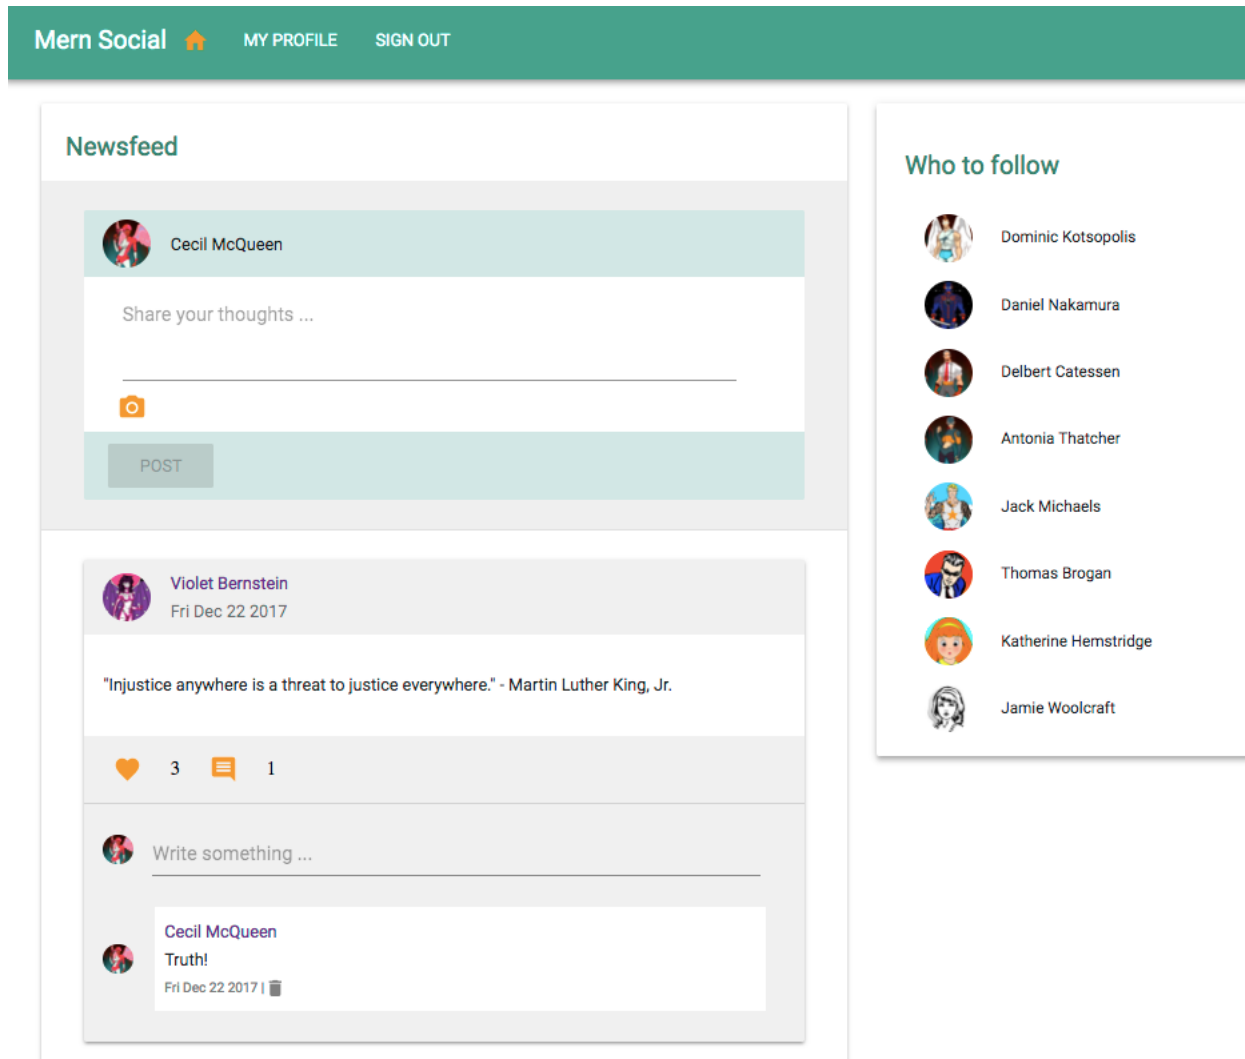 Mern Social MY PROFILE SIGN OUT
Newsfeed
Cecil McQueen
Share your thoughts ...
POST
Violet Bernstein
Fri Dec 22 2017
"Injustice anywhere is a threat to justice everywhere." - Martin Luther King, Jr.
3 1
Write something ...
Cecil McQueen
Truth!
Fri Dec 22 2017 |
Who to follow
Dominic Kotsopolis
Daniel Nakamura
Delbert Catessen
Antonia Thatcher
Jack Michaels
Thomas Brogan
Katherine Hemstridge
Jamie Woolcraft